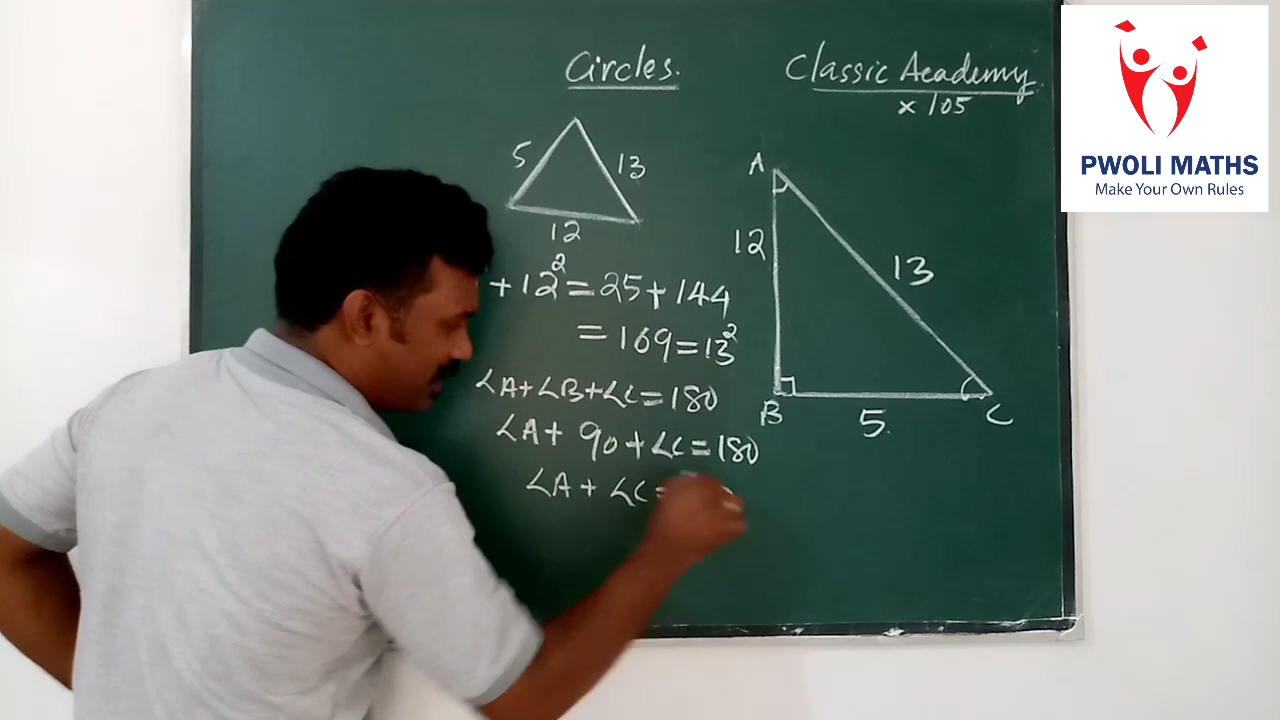 Circles.
Classic Academy
x 105
PWOLI MATHS
Make Your Own Rules
5
13
12
A
12
13
B
5.
C
+12²=25+144
=169=13²
∠A+∠B+∠C=180
∠A+ 90+∠C=180
∠A+ ∠C=